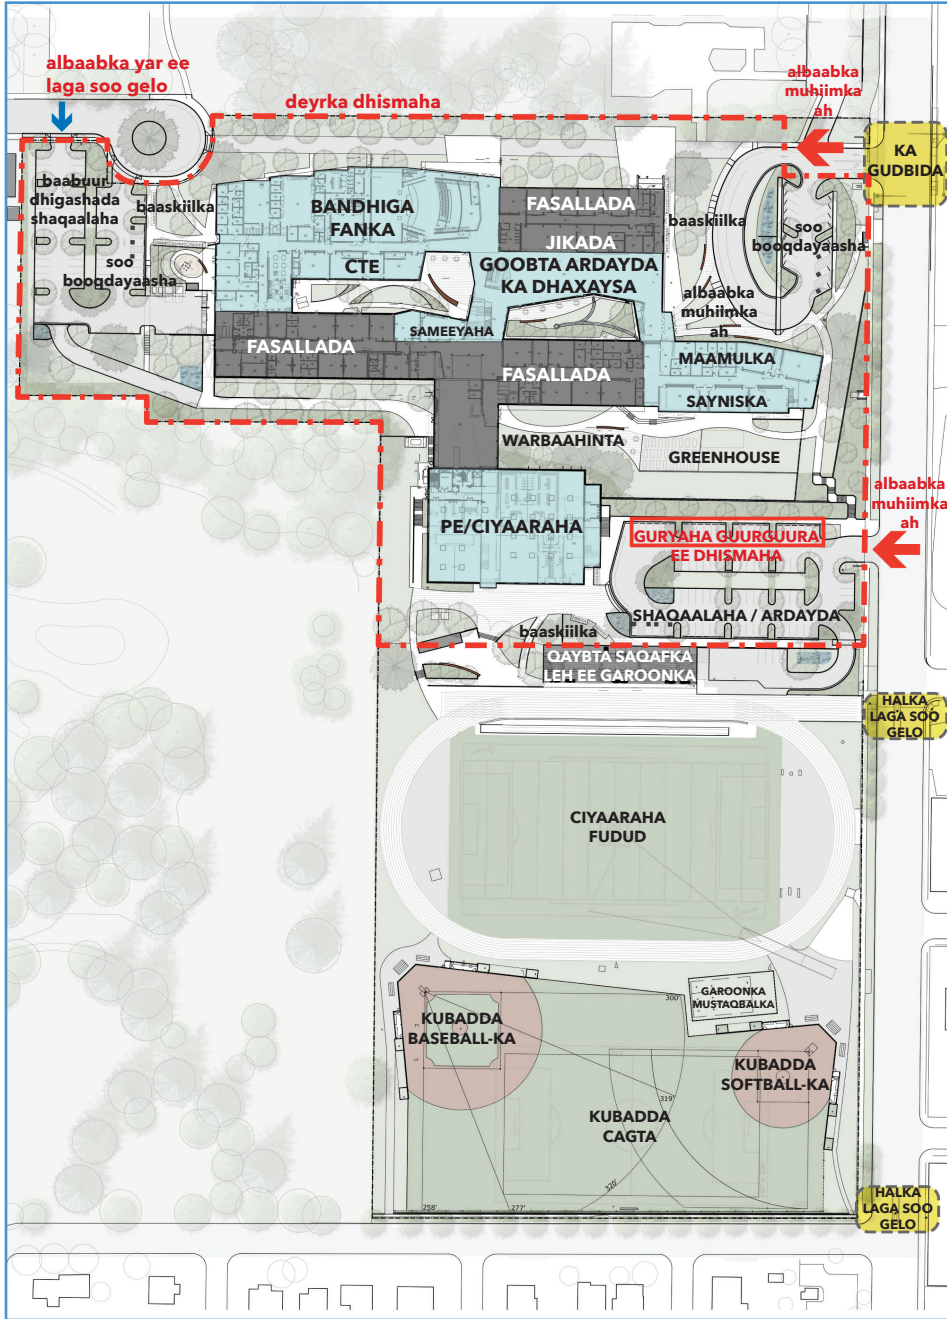 albaabka yar ee
laga soo gelo
deyrka dhismaha
albaabka
muhiimka
ah
KA
GUDBIDA
baabuur
dhigashada
shaqaalaha
baaskiilka
soo
booqdayaasha
BANDHIGA
FANKA
CTE
FASALLADA
JIKADA
GOOBTA ARDAYDA
KA DHAXAYSA
baaskiilka
soo
booqdayaasha
albaabka
muhiimka
ah
SAMEEYAHA
FASALLADA
FASALLADA
MAAMULKA
SAYNISKA
WARBAAHINTA
GREENHOUSE
albaabka
muhiimka
ah
PE/CIYAARAHA
GURYAHA GUURGUURA
EE DHISMAHA
SHAQAALAHA / ARDAYDA
baaskiilka
QAYBTA SAQAFKA
LEH EE GAROONKA
HALKA
LAGA SOO
GELO
CIYAARAHA
FUDUD
GAROONKA
MUSTAQBALKA
300'
KUBADDA
BASEBALL-KA
KUBADDA
SOFTBALL-KA
319'
KUBADDA
CAGTA
320'
258'
277'
HALKA
LAGA SOO
GELO